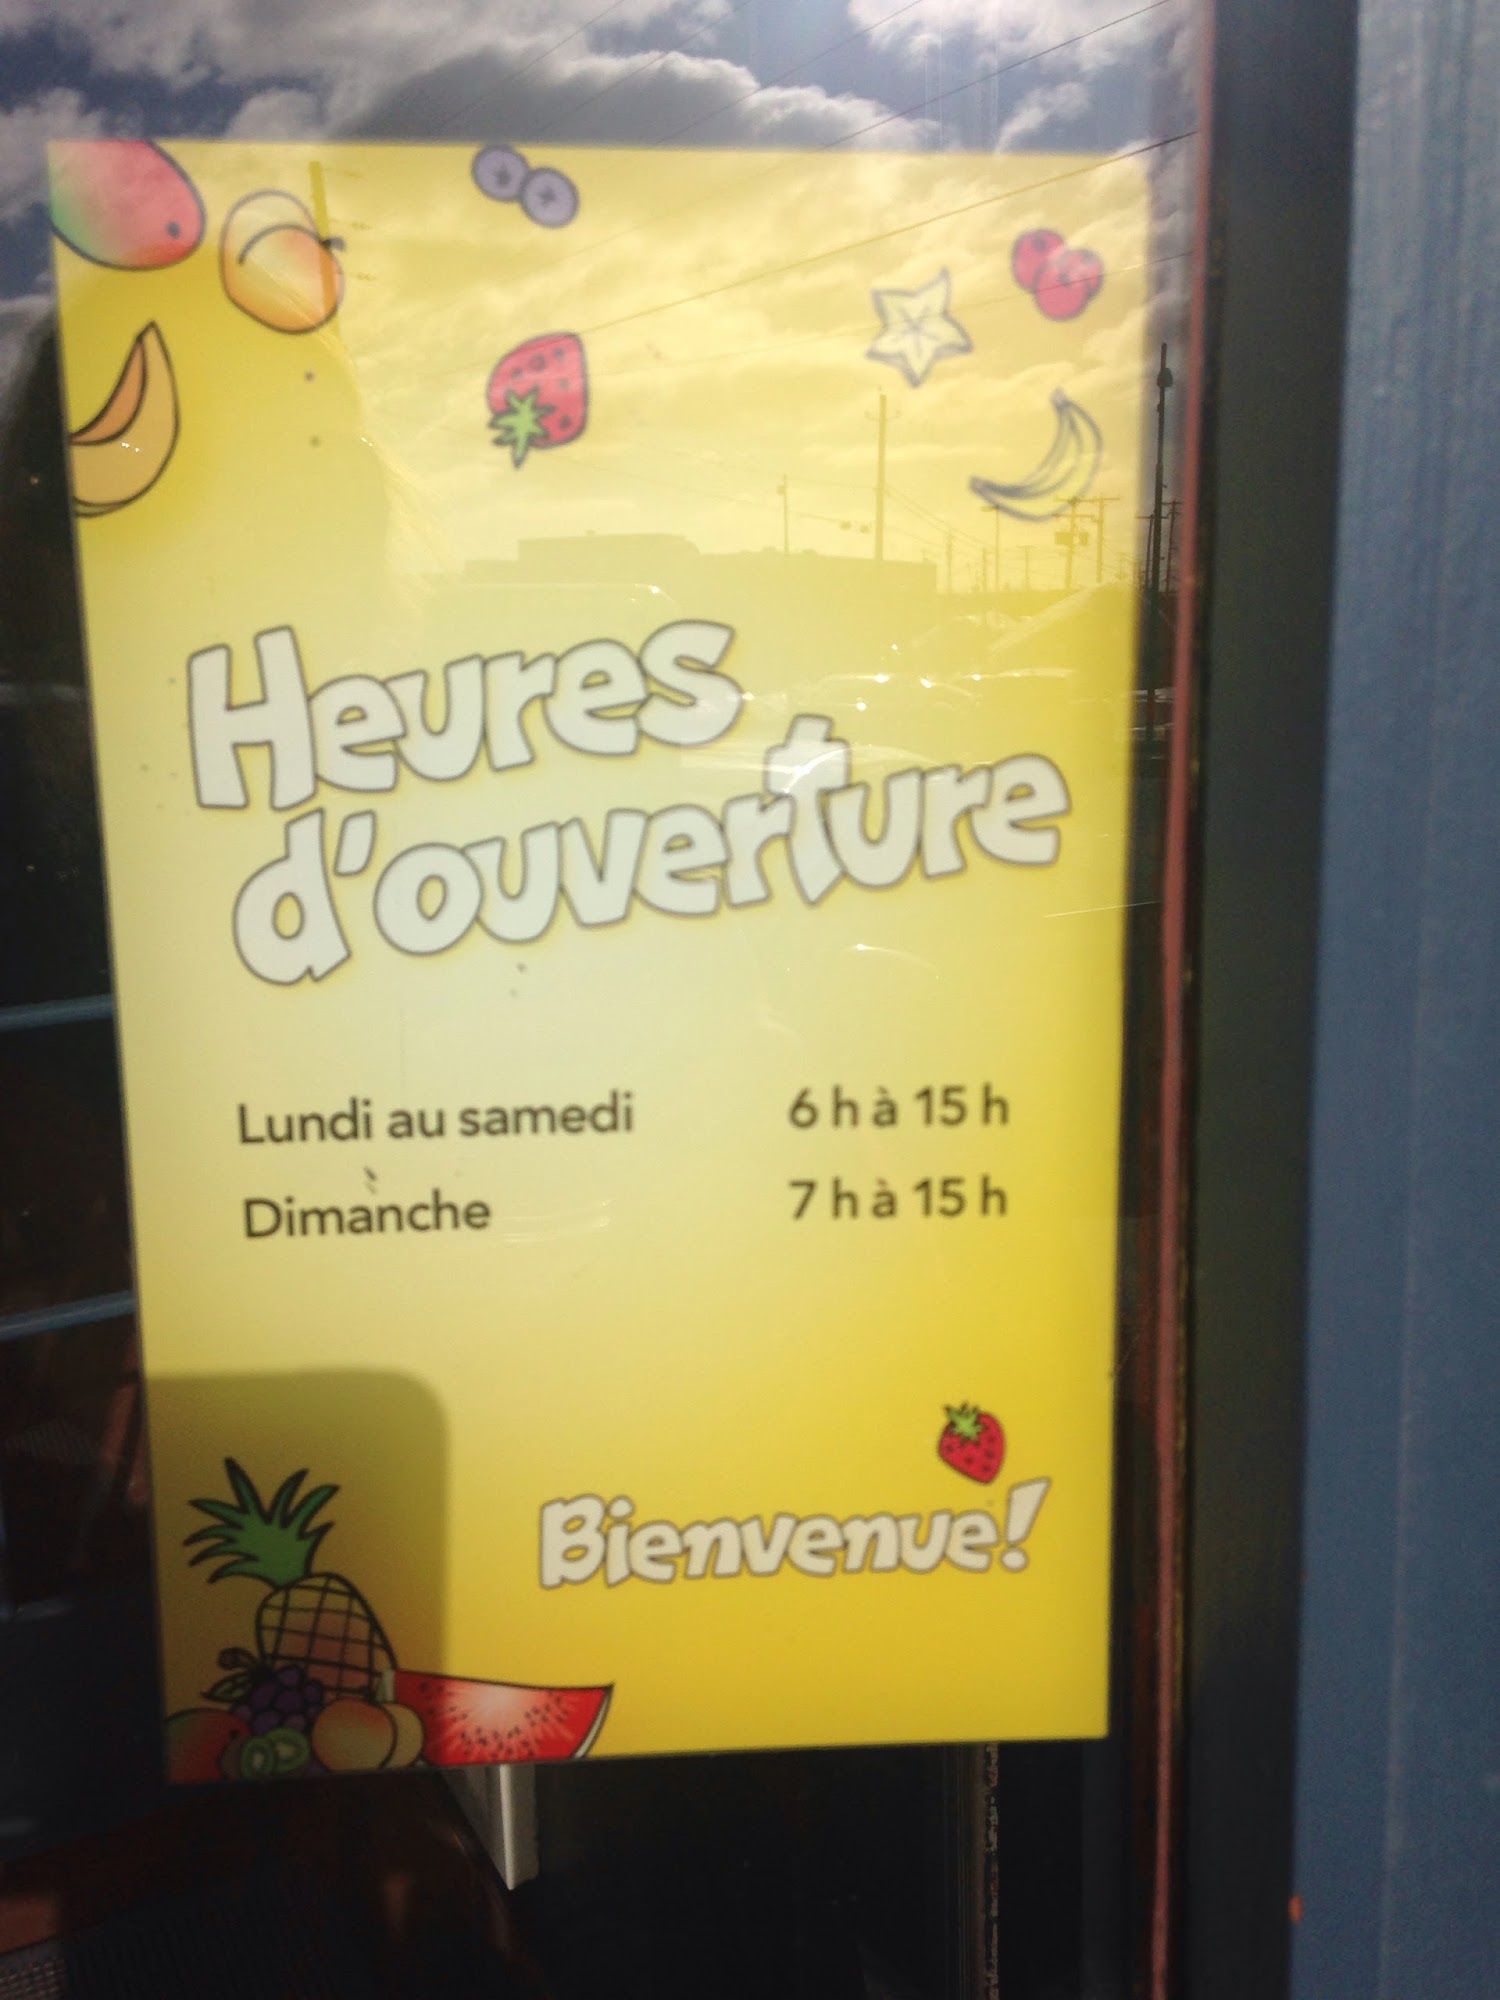 Heures
d'ouverture
Lundi au samedi 6 h à 15 h
Dimanche 7 h à 15 h
Bienvenue!